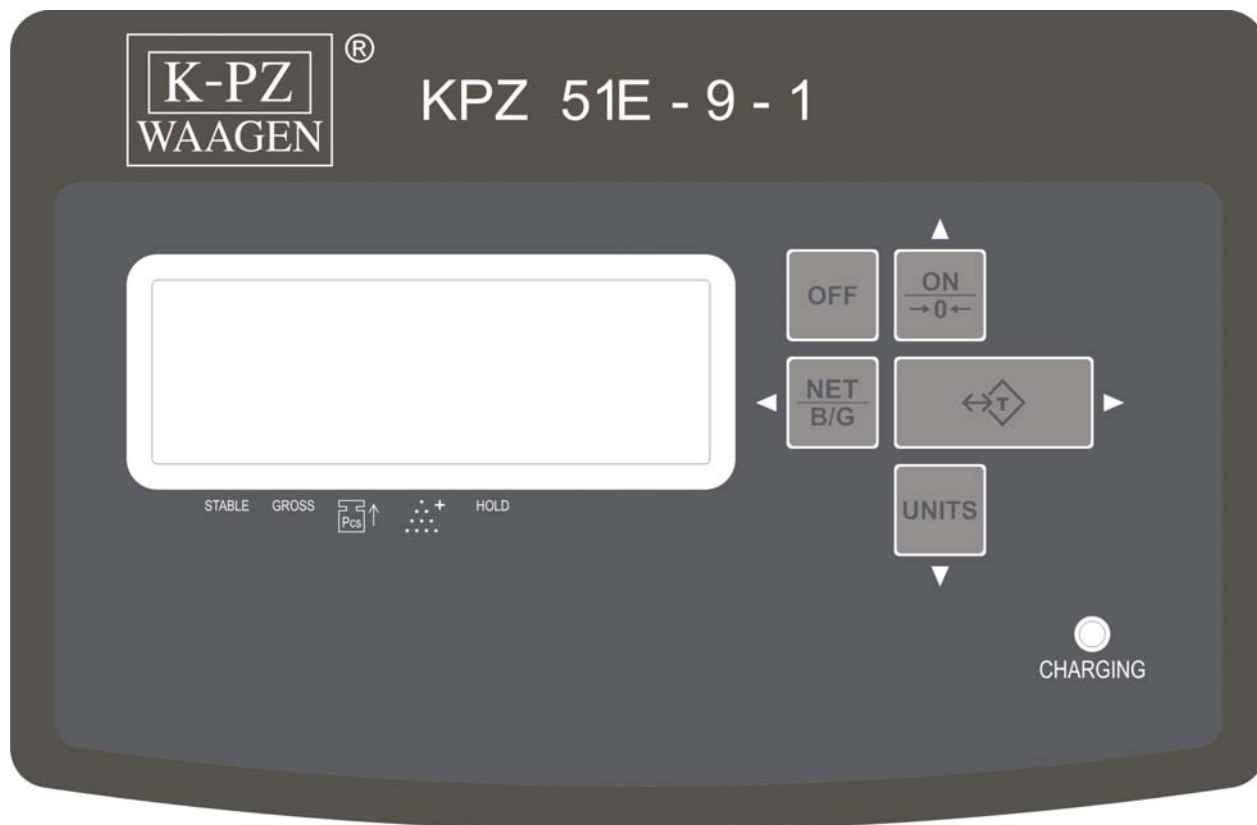 K-PZ
WAAGEN
®
KPZ 51E - 9 - 1
OFF
ON
→0←
NET
B/G
T
UNITS
STABLE GROSS Pcs HOLD
CHARGING